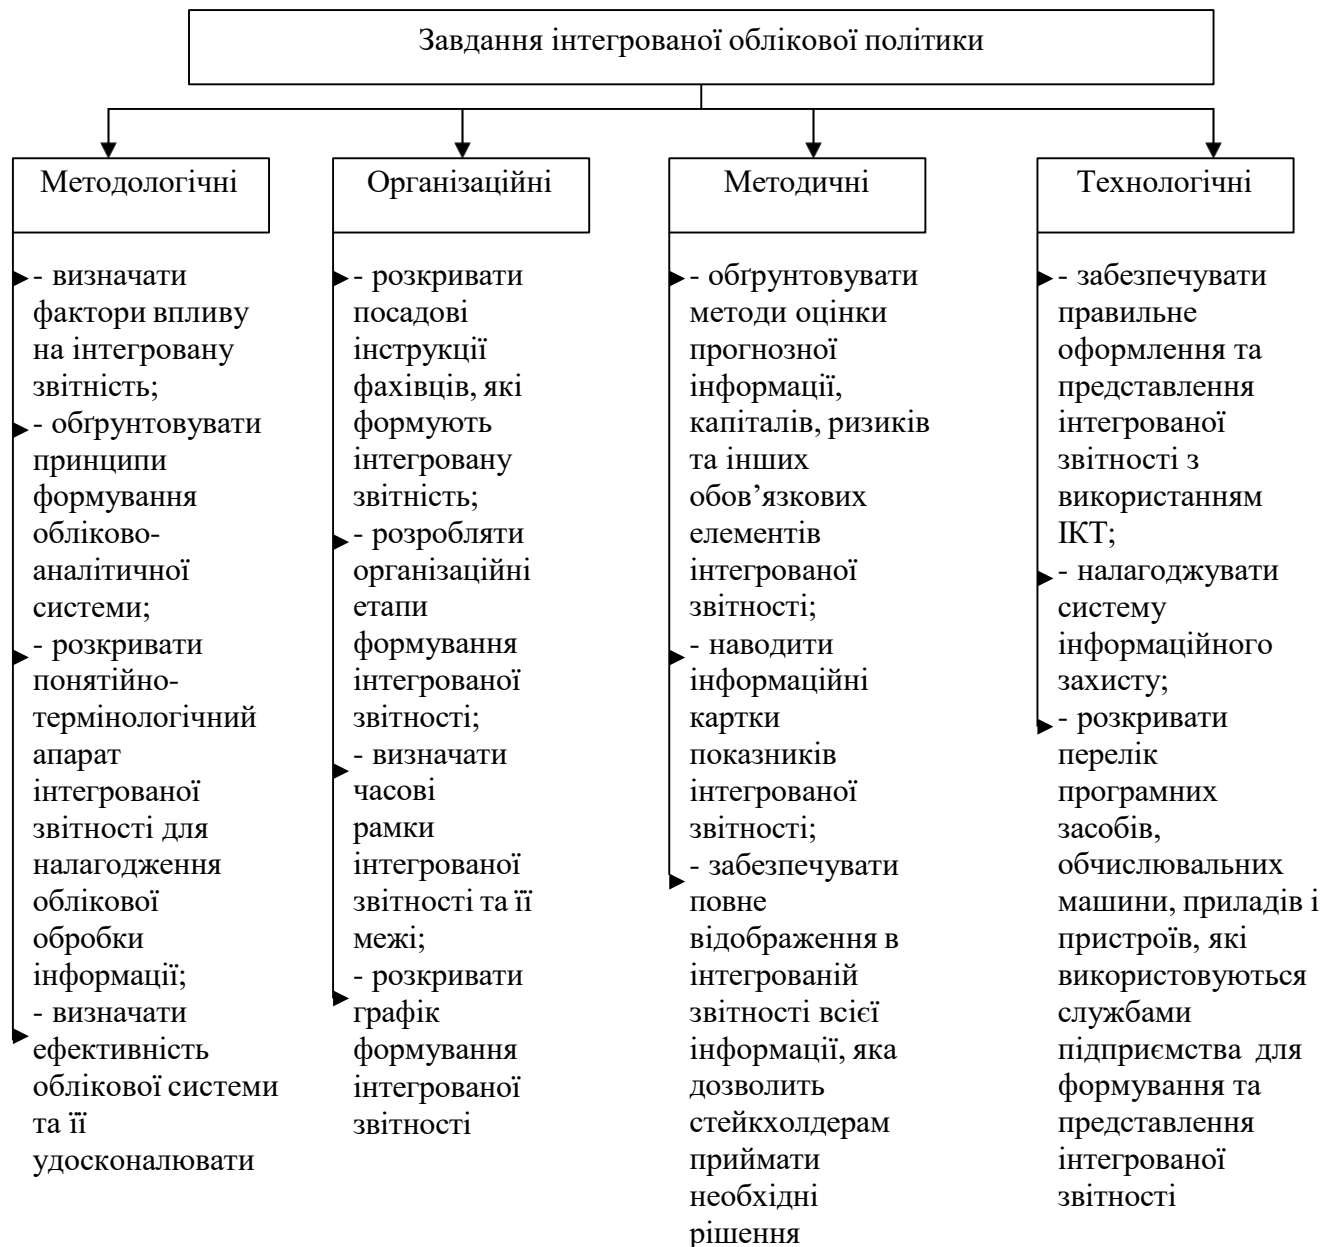 Завдання інтегрованої облікової політики
Методологічні
- визначати
фактори впливу
на інтегровану
звітність;
- обґрунтовувати
принципи
формування
обліково-
аналітичної
системи;
- розкривати
понятійно-
термінологічний
апарат
інтегрованої
звітності для
налагодження
облікової
обробки
інформації;
- визначати
ефективність
облікової системи
та її
удосконалювати
Організаційні
- розкривати
посадові
інструкції
фахівців, які
формують
інтегровану
звітність;
- розробляти
організаційні
етапи
формування
інтегрованої
звітності;
- визначати
часові
рамки
інтегрованої
звітності та її
межі;
- розкривати
графік
формування
інтегрованої
звітності
Методичні
- обґрунтовувати
методи оцінки
прогнозної
інформації,
капіталів, ризиків
та інших
обов’язкових
елементів
інтегрованої
звітності;
- наводити
інформаційні
картки
показників
інтегрованої
звітності;
- забезпечувати
повне
відображення в
інтегрованій
звітності всієї
інформації, яка
дозволить
стейкхолдерам
приймати
необхідні
рішення
Технологічні
- забезпечувати
правильне
оформлення та
представлення
інтегрованої
звітності з
використанням
ІКТ;
- налагоджувати
систему
інформаційного
захисту;
- розкривати
перелік
програмних
засобів,
обчислювальних
машини, приладів і
пристроїв, які
використовуються
службами
підприємства для
формування та
представлення
інтегрованої
звітності